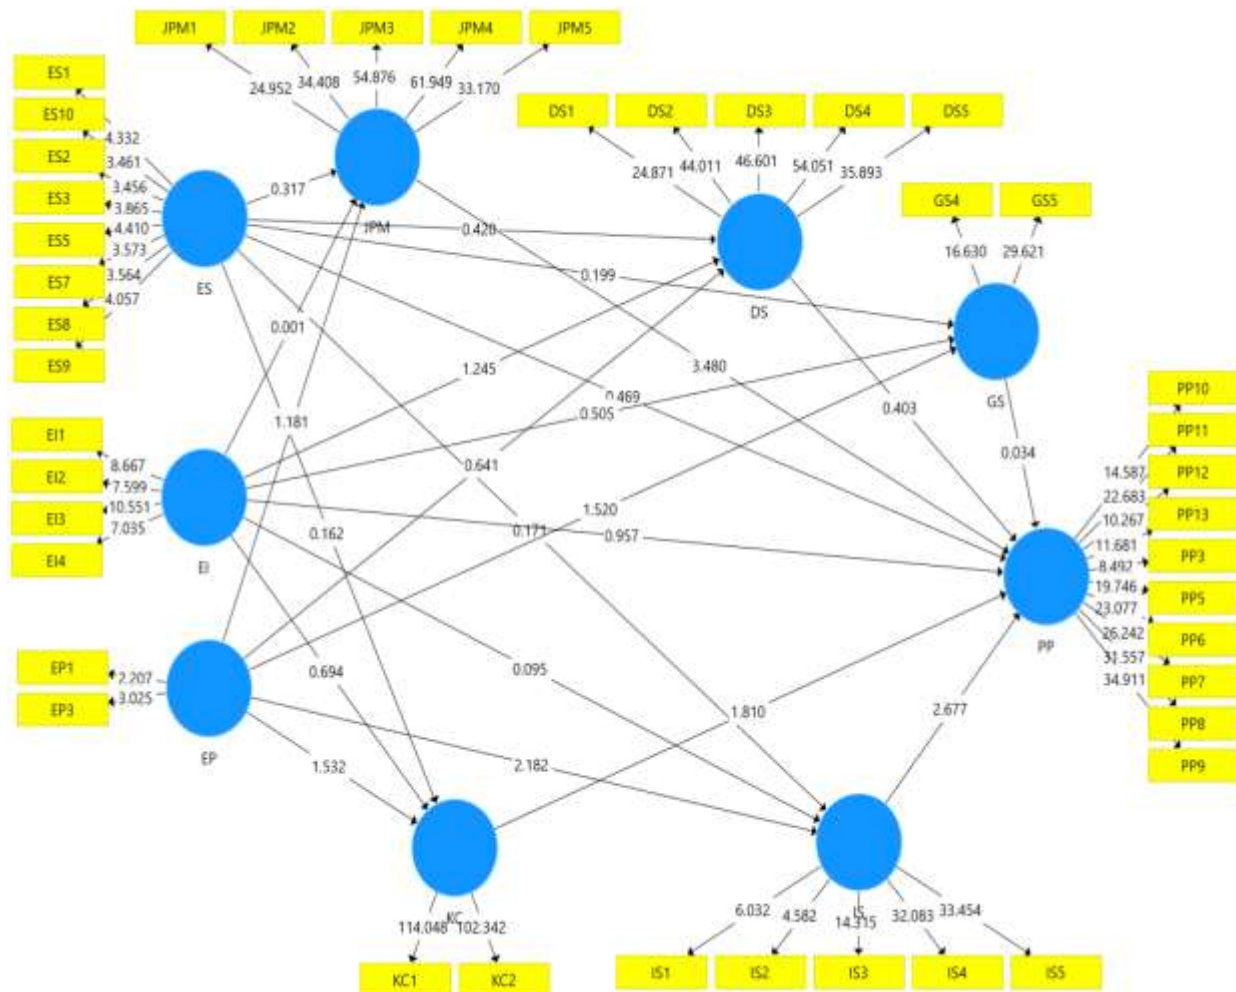 JPM1 JPM2 JPM3 JPM4 JPM5
24.952 34.408 54.876 61.949 33.170
JPM
ES1
ES10
ES2
ES3
ES5
ES7
ES8
ES9
4.332
3.461
3.456
3.865
4.410
3.573
3.564
4.057
ES
DS1 DS2 DS3 DS4 DS5
24.871 44.011 46.601 54.051 35.893
DS
GS4 GS5
16.630 29.621
GS
0.317
0.420
0.199
0.001
1.245
3.480
0.469
0.505
0.403
0.034
1.181
0.641
1.520
0.162
0.171
0.957
EI1
EI2
EI3
EI4
8.667
7.599
10.551
7.035
EI
PP10
PP11
PP12
PP13
PP3
PP5
PP6
PP7
PP8
PP9
14.587
22.683
10.267
11.681
8.492
19.746
23.077
26.242
31.557
34.911
PP
EP1
EP3
2.207
3.025
EP
0.694
0.095
1.810
2.677
1.532
2.182
KC
114.048 102.342
KC1 KC2
IS
6.032 4.582 14.315 32.083 33.454
IS1 IS2 IS3 IS4 IS5